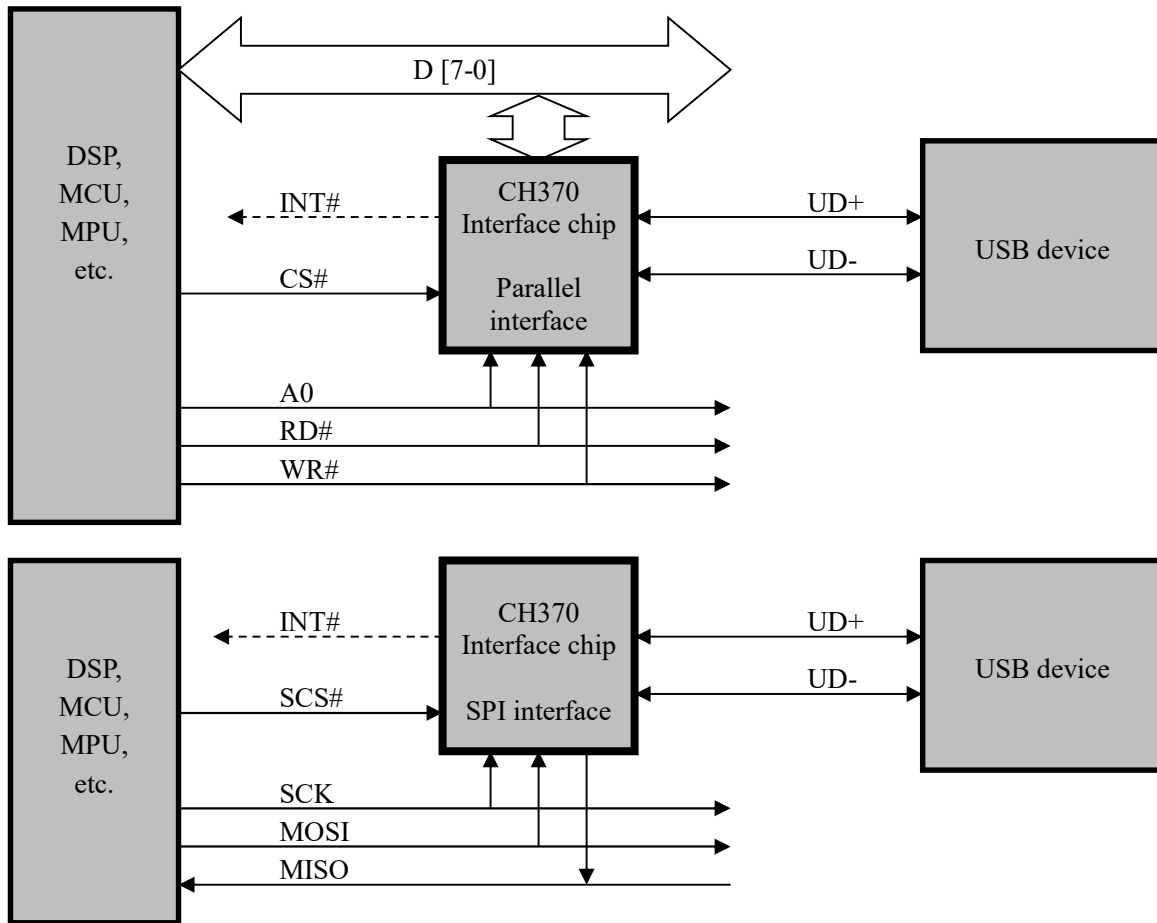 D [7-0]
DSP,
MCU,
MPU,
etc.
INT#
CS#
CH370
Interface chip
Parallel
interface
UD+
UD-
USB device
A0
RD#
WR#
DSP,
MCU,
MPU,
etc.
INT#
SCS#
CH370
Interface chip
SPI interface
UD+
UD-
USB device
SCK
MOSI
MISO